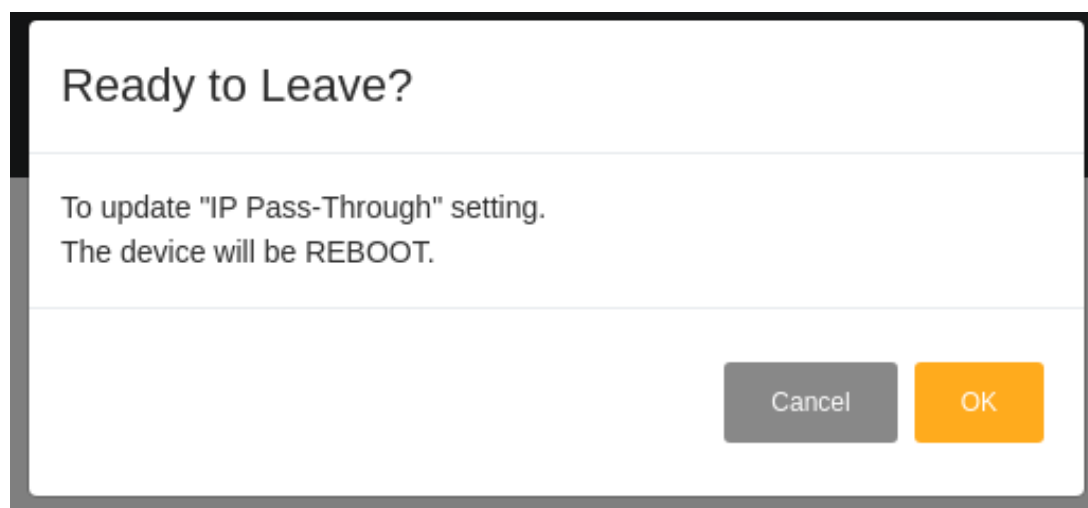 Ready to Leave?
To update "IP Pass-Through" setting.
The device will be REBOOT.
Cancel
OK